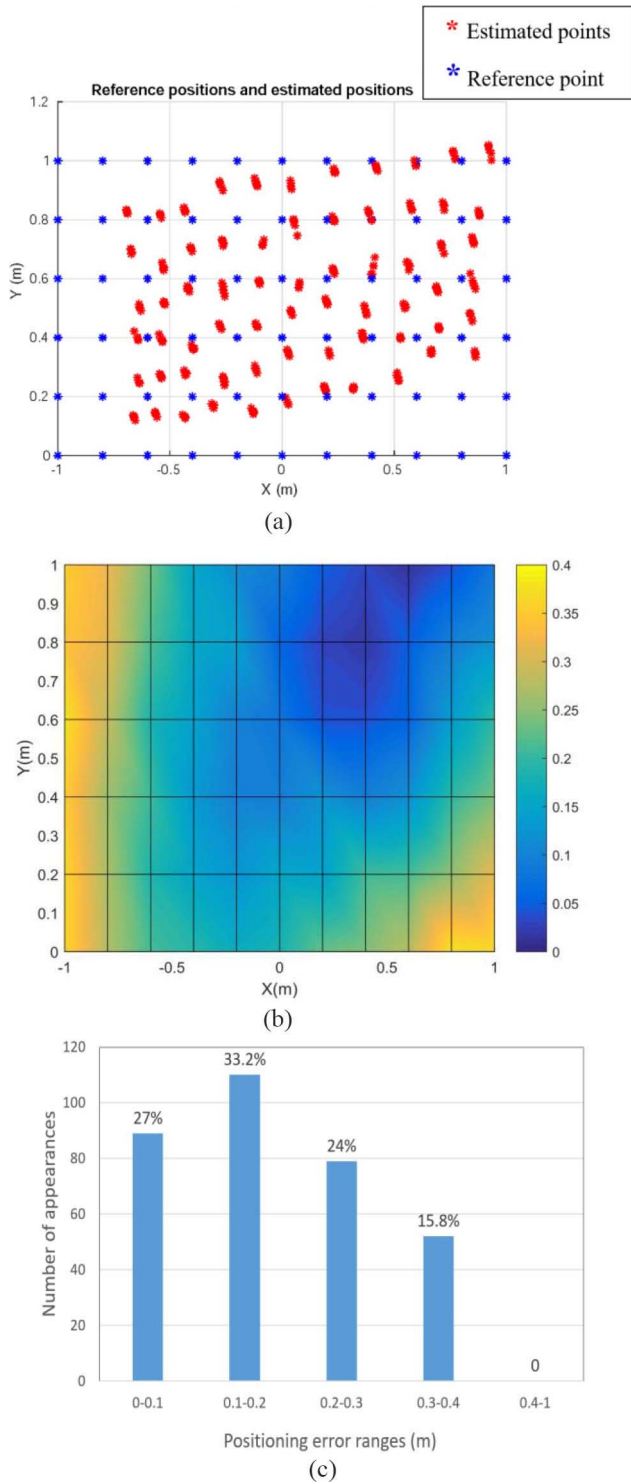 * Estimated points
* Reference point
Reference positions and estimated positions
1.2
1
0.8
0.6
0.4
0.2
0
Y (m)
-1 -0.5 0 0.5 1
X (m)
(a)
1
0.9
0.8
0.7
0.6
0.5
0.4
0.3
0.2
0.1
0
Y(m)
-1 -0.5 0 0.5 1
X(m)
0.4
0.35
0.3
0.25
0.2
0.15
0.1
0.05
0
(b)
120
100
80
60
40
20
0
Number of appearances
27%
33.2%
24%
15.8%
0
0-0.1 0.1-0.2 0.2-0.3 0.3-0.4 0.4-1
Positioning error ranges (m)
(c)